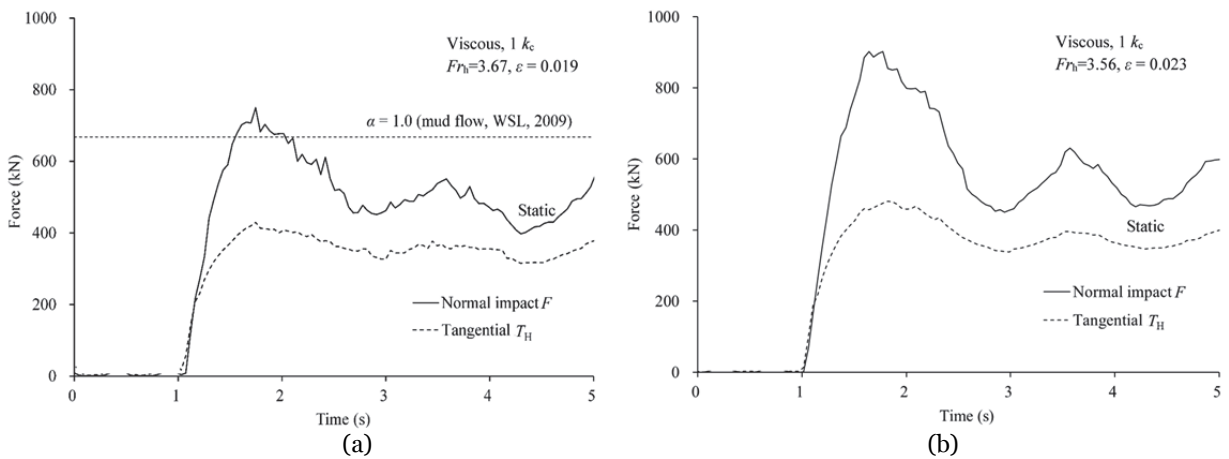 1000
800
600
400
200
0
Force (kN)
Viscous, 1 kc
Frh=3.67, ε = 0.019
α = 1.0 (mud flow, WSL, 2009)
Static
Normal impact F
Tangential TH
0 1 2 3 4 5
Time (s)
(a)
1000
800
600
400
200
0
Force (kN)
Viscous, 1 kc
Frh=3.56, ε = 0.023
Static
Normal impact F
Tangential TH
0 1 2 3 4 5
Time (s)
(b)